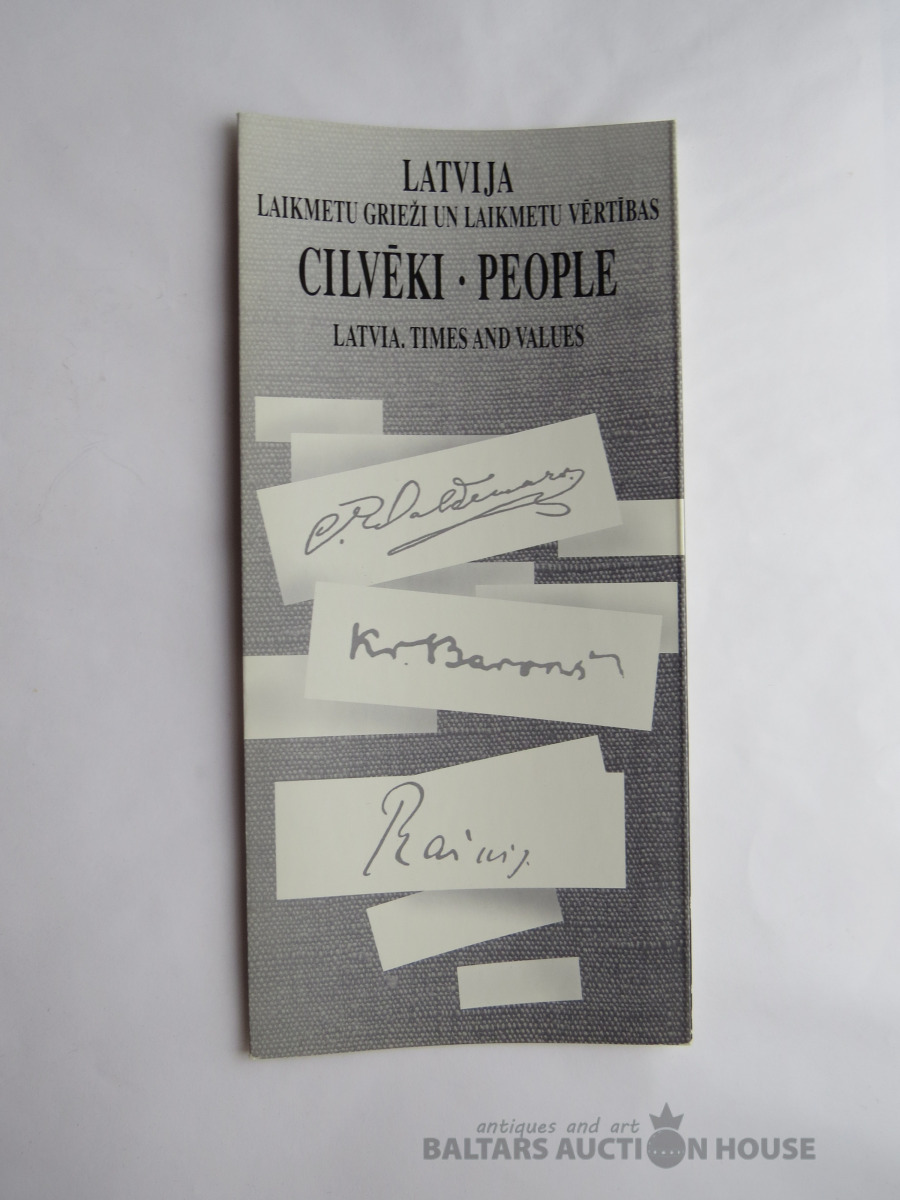 LATVIJA
LAIKMETU GRIEŽI UN LAIKMETU VĒRTĪBAS
CILVĒKI · PEOPLE
LATVIA. TIMES AND VALUES
C. R. Valdemars.
Kr. Barons
Rainis.
antiques and art
BALTARS AUCTION HOUSE